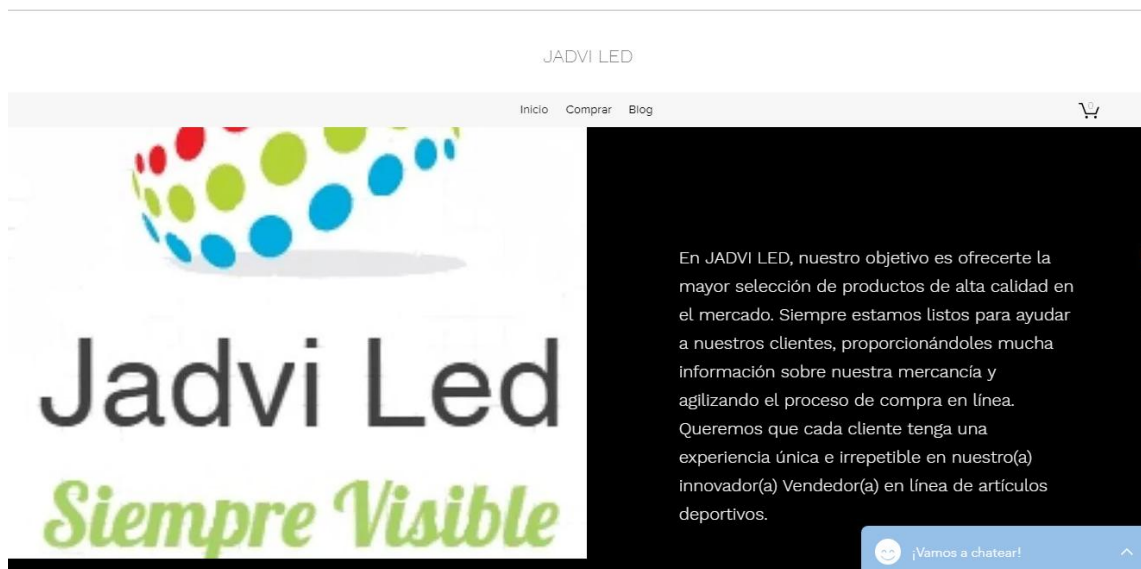 JADVI LED
Inicio Comprar Blog
0
Jadvi Led
Siempre Visible
En JADVI LED, nuestro objetivo es ofrecerte la
mayor selección de productos de alta calidad en
el mercado. Siempre estamos listos para ayudar
a nuestros clientes, proporcionándoles mucha
información sobre nuestra mercancía y
agilizando el proceso de compra en línea.
Queremos que cada cliente tenga una
experiencia única e irrepetible en nuestro(a)
innovador(a) Vendedor(a) en línea de artículos
deportivos.
¡Vamos a chatear!